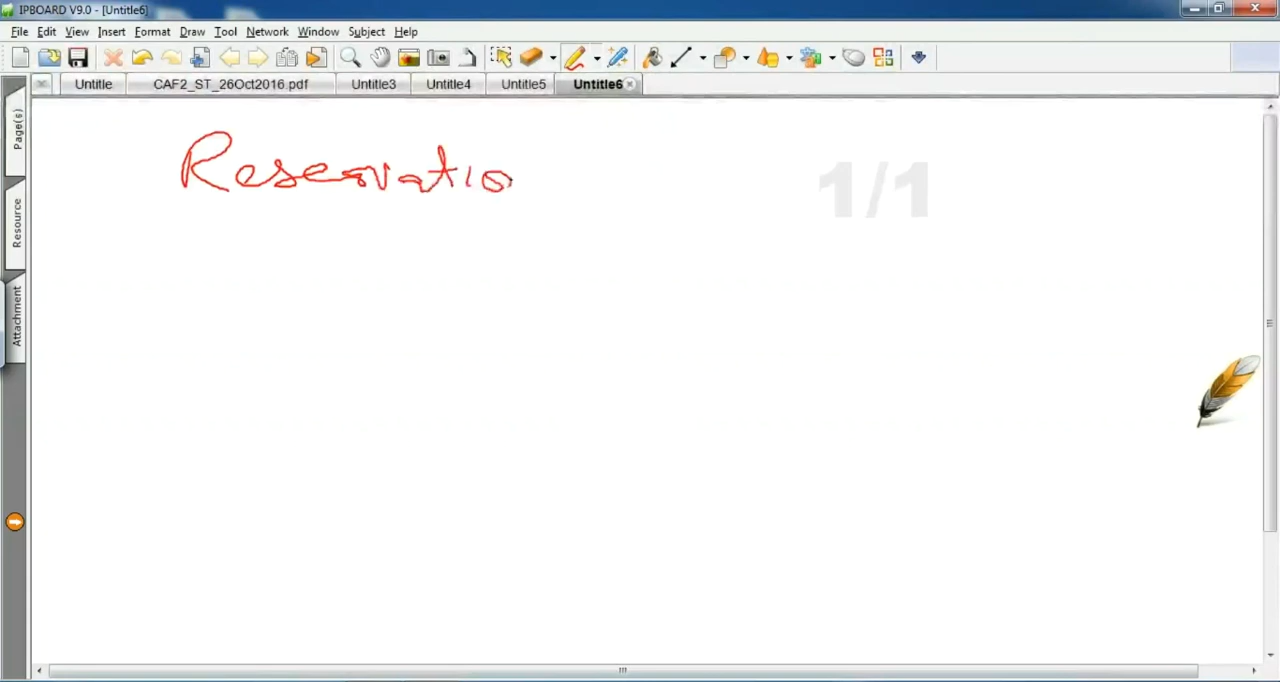 IPBOARD V9.0 - [Untitle6]
File Edit View Insert Format Draw Tool Network Window Subject Help
Untitle CAF2_ST_26Oct2016.pdf Untitle3 Untitle4 Untitle5 Untitle6
Page(s)
Resource
Attachment
Reservatio
1/1